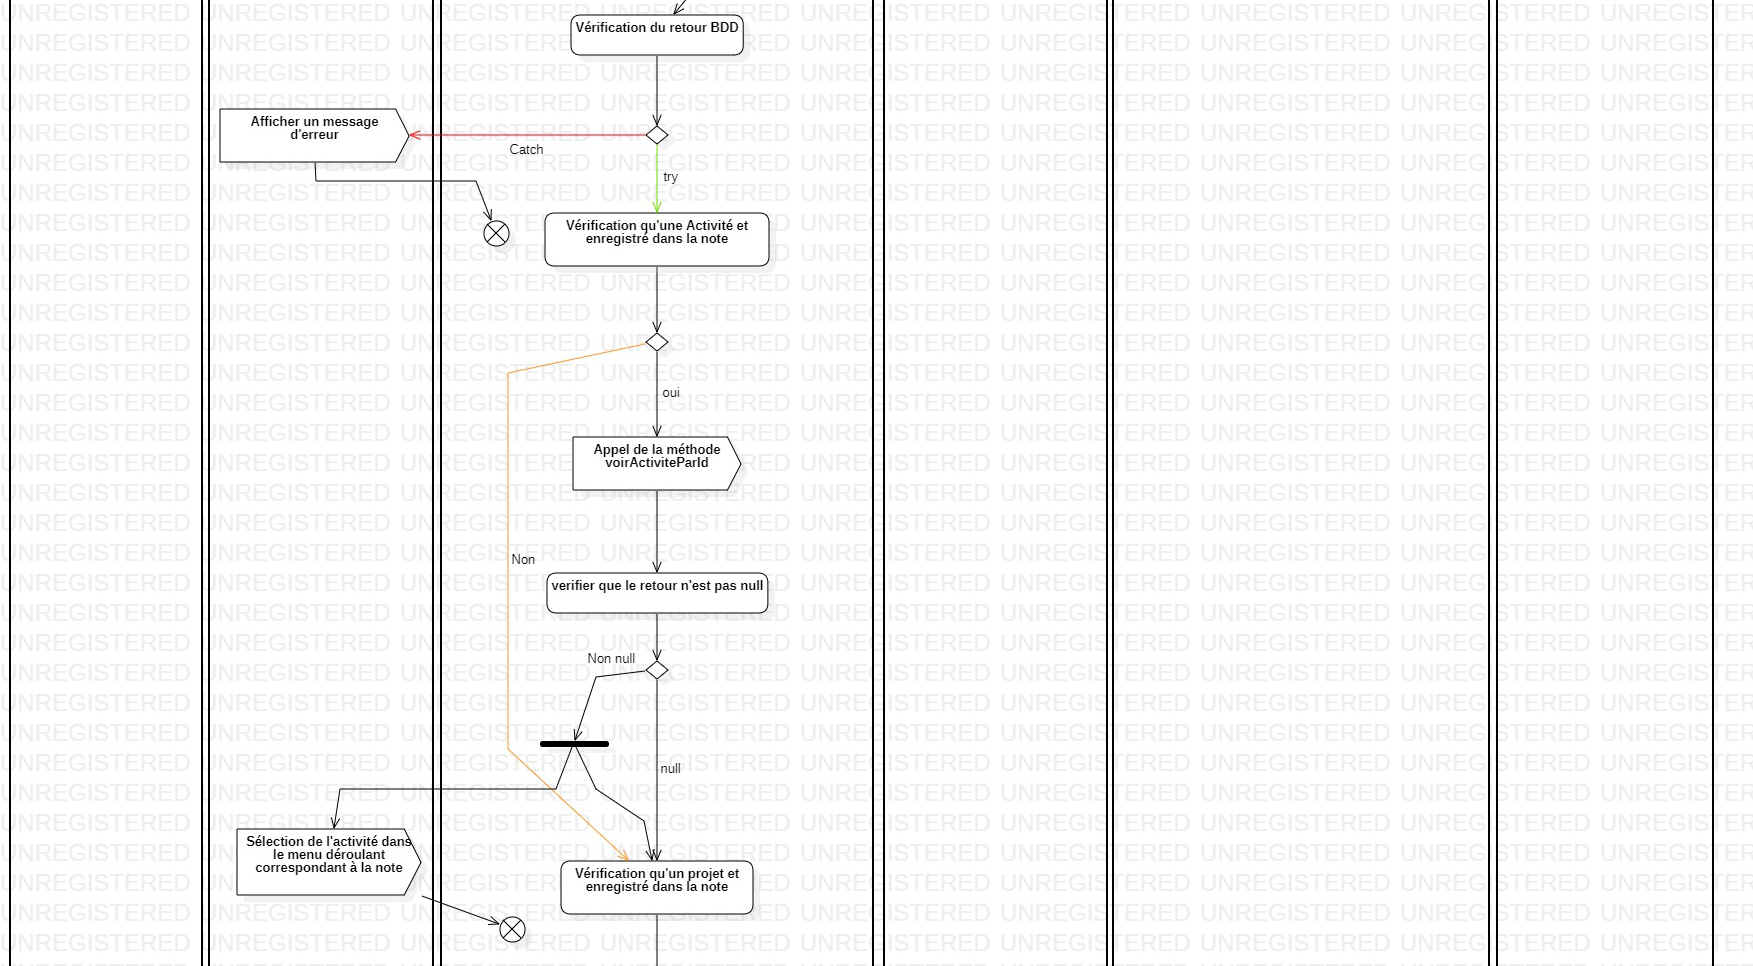 Vérification du retour BDD
Afficher un message
d'erreur
Catch
try
Vérification qu'une Activité et
enregistré dans la note
oui
Appel de la méthode
voirActiviteParId
Non
verifier que le retour n'est pas null
Non null
null
Sélection de l'activité dans
le menu déroulant
correspondant à la note
Vérification qu'un projet et
enregistré dans la note
UNREGISTERED